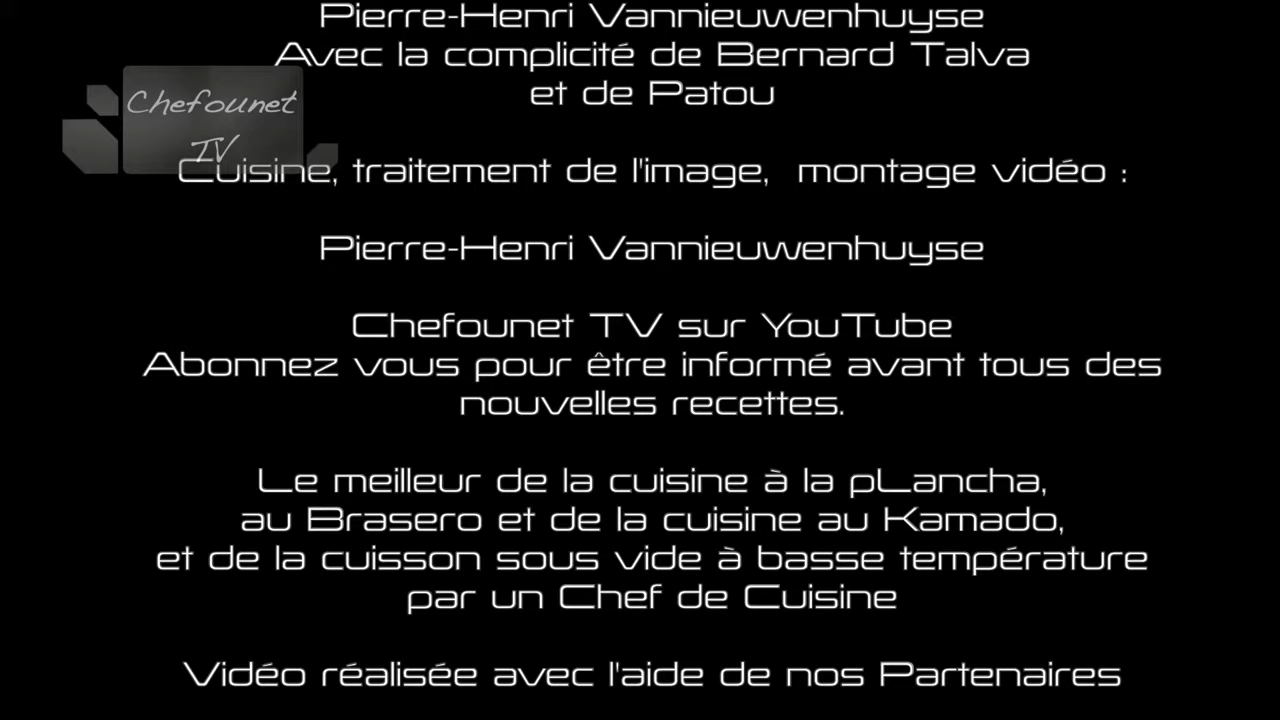 Pierre-Henri Vannieuwenhuyse
Avec la complicité de Bernard Talva
et de Patou
Chefounet
TV
Cuisine, traitement de l'image, montage vidéo :
Pierre-Henri Vannieuwenhuyse
Chefounet TV sur YouTube
Abonnez vous pour être informé avant tous des
nouvelles recettes.
Le meilleur de la cuisine à la pLancha,
au Brasero et de la cuisine au Kamado,
et de la cuisson sous vide à basse température
par un Chef de Cuisine
Vidéo réalisée avec l'aide de nos Partenaires